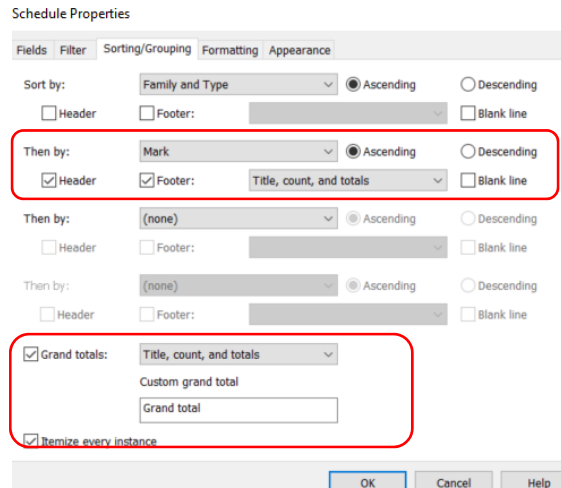 Schedule Properties
Fields Filter Sorting/Grouping Formatting Appearance
Sort by: Family and Type Ascending Descending
Header Footer: Blank line
Then by: Mark Ascending Descending
Header Footer: Title, count, and totals Blank line
Then by: (none) Ascending Descending
Header Footer: Blank line
Then by: (none) Ascending Descending
Header Footer: Blank line
Grand totals: Title, count, and totals
Custom grand total
Grand total
Itemize every instance
OK Cancel Help